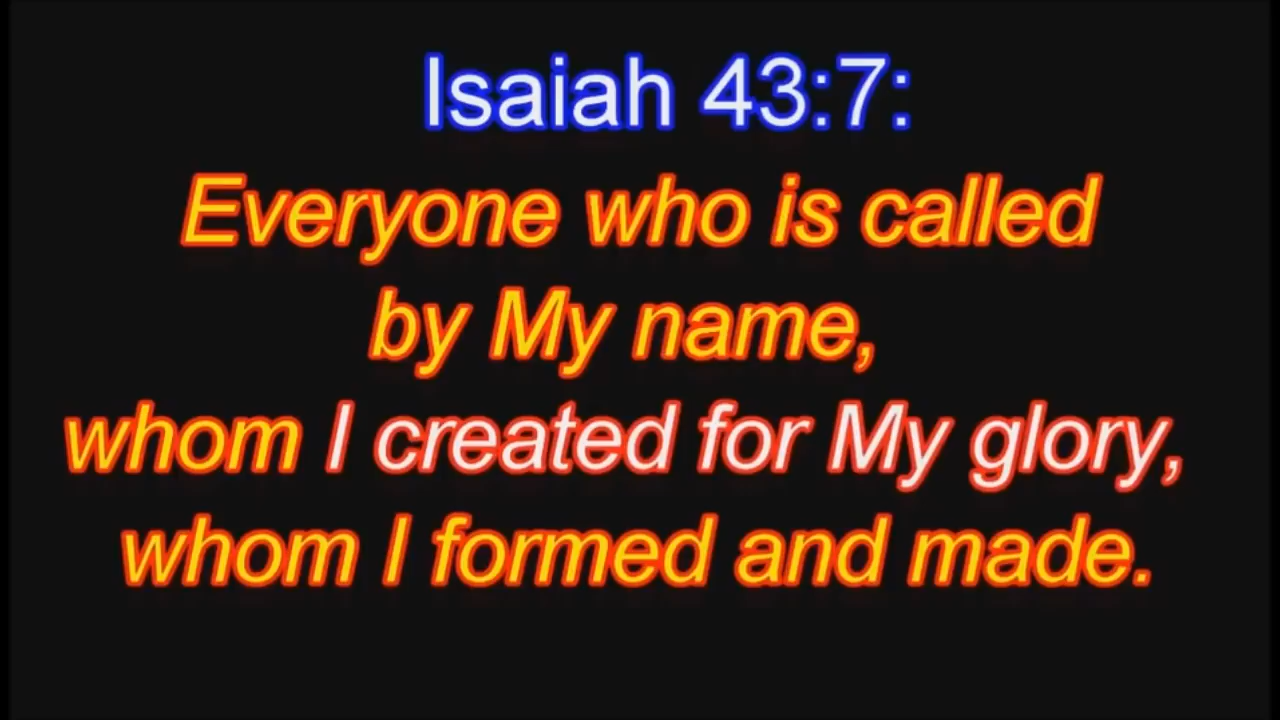 Isaiah 43:7:
Everyone who is called
by My name,
whom I created for My glory,
whom I formed and made.